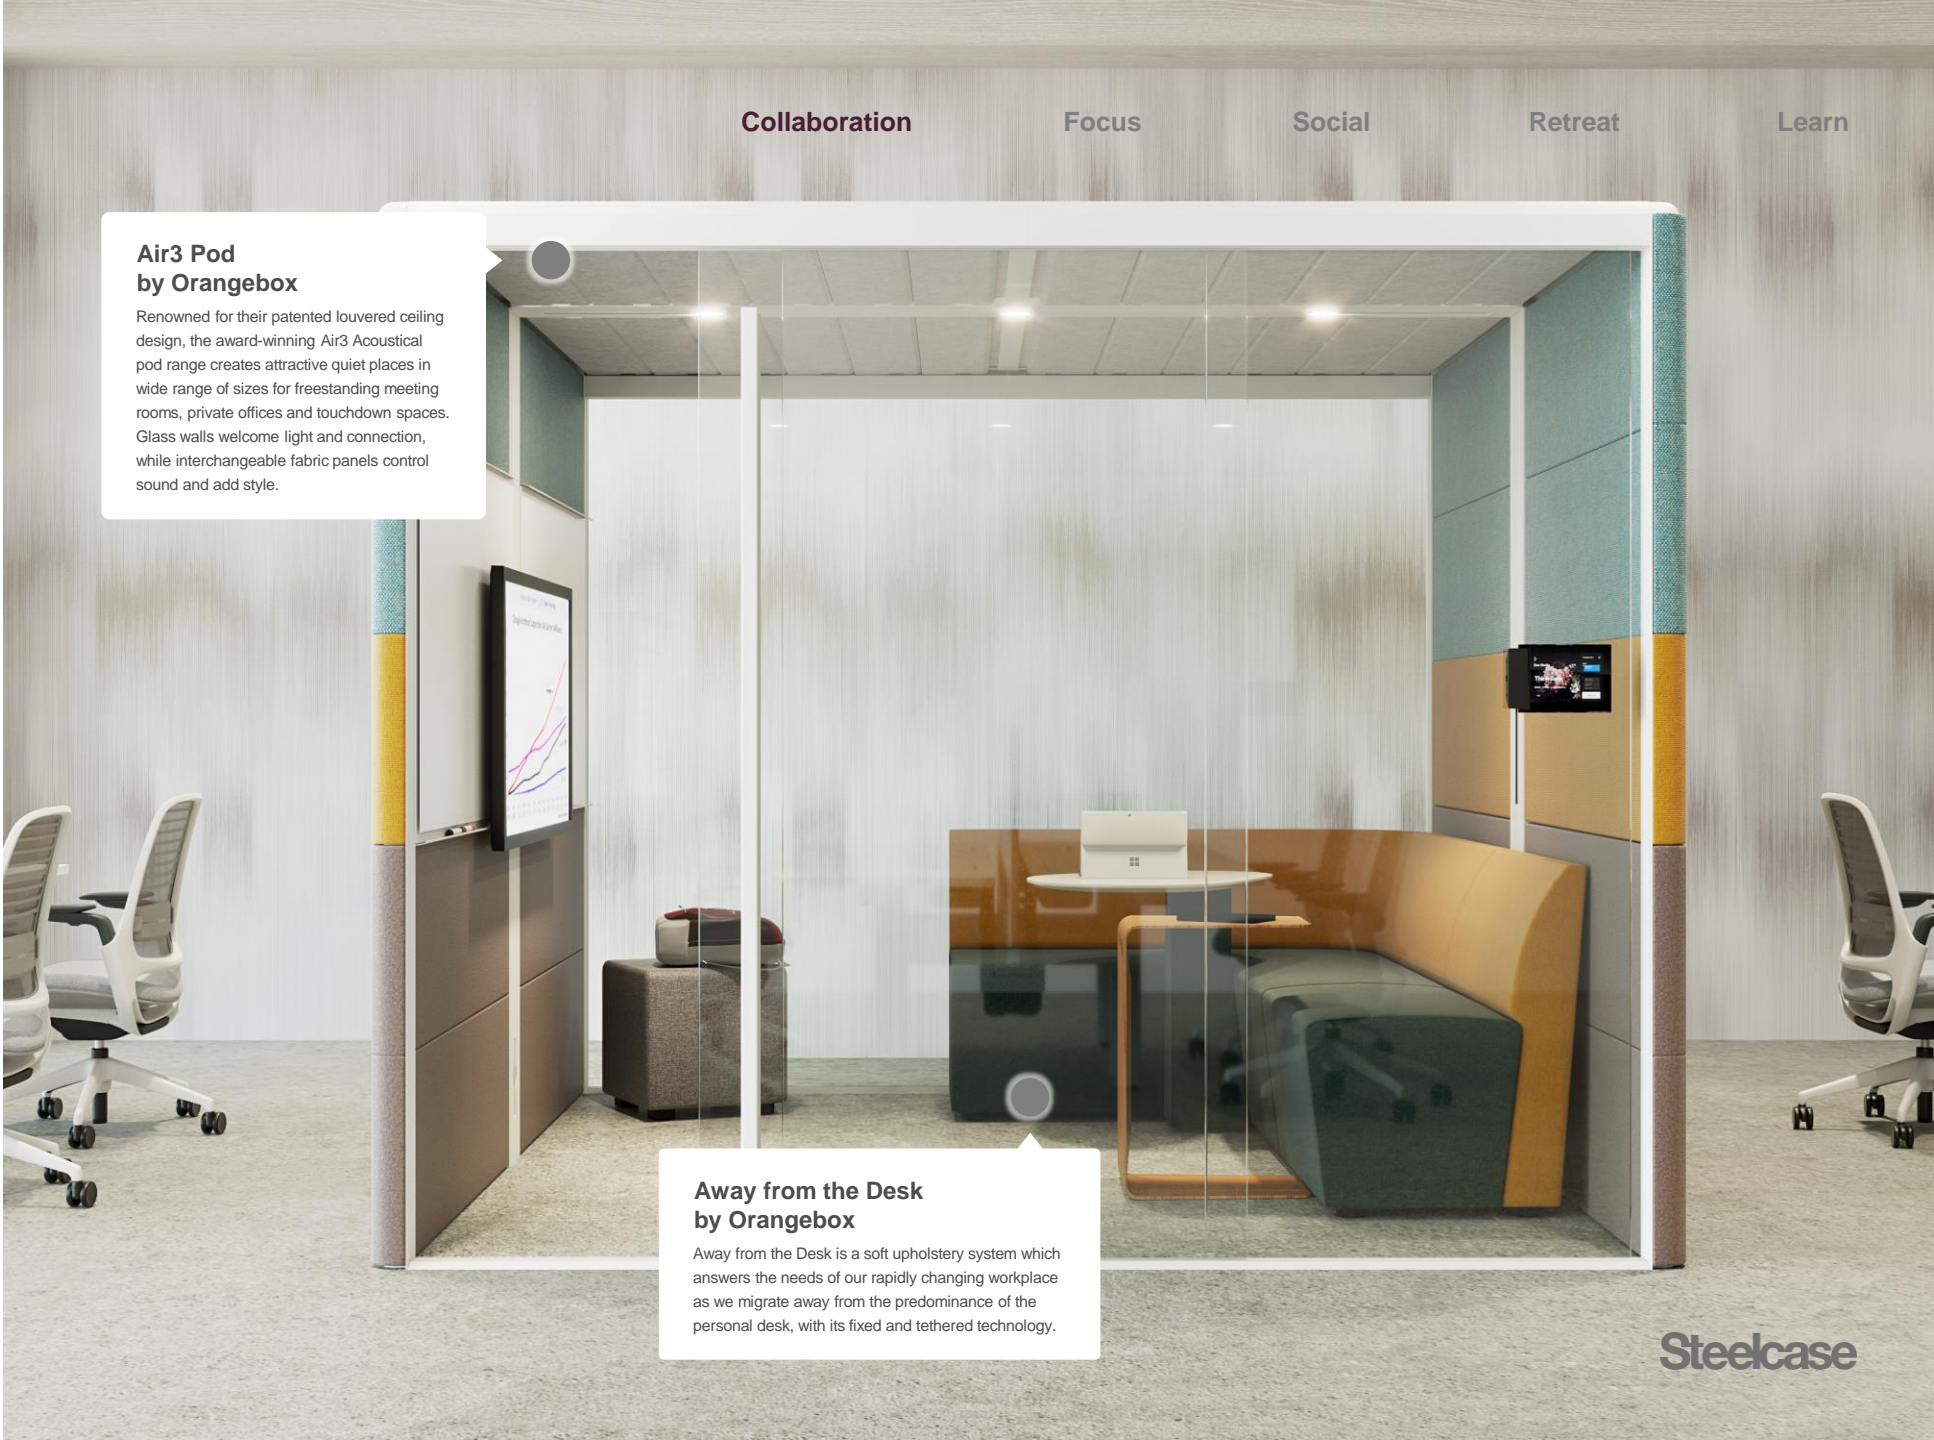 Collaboration Focus Social Retreat Learn
Air3 Pod
by Orangebox
Renowned for their patented louvered ceiling
design, the award-winning Air3 Acoustical
pod range creates attractive quiet places in
wide range of sizes for freestanding meeting
rooms, private offices and touchdown spaces.
Glass walls welcome light and connection,
while interchangeable fabric panels control
sound and add style.
Away from the Desk
by Orangebox
Away from the Desk is a soft upholstery system which
answers the needs of our rapidly changing workplace
as we migrate away from the predominance of the
personal desk, with its fixed and tethered technology.
Steelcase